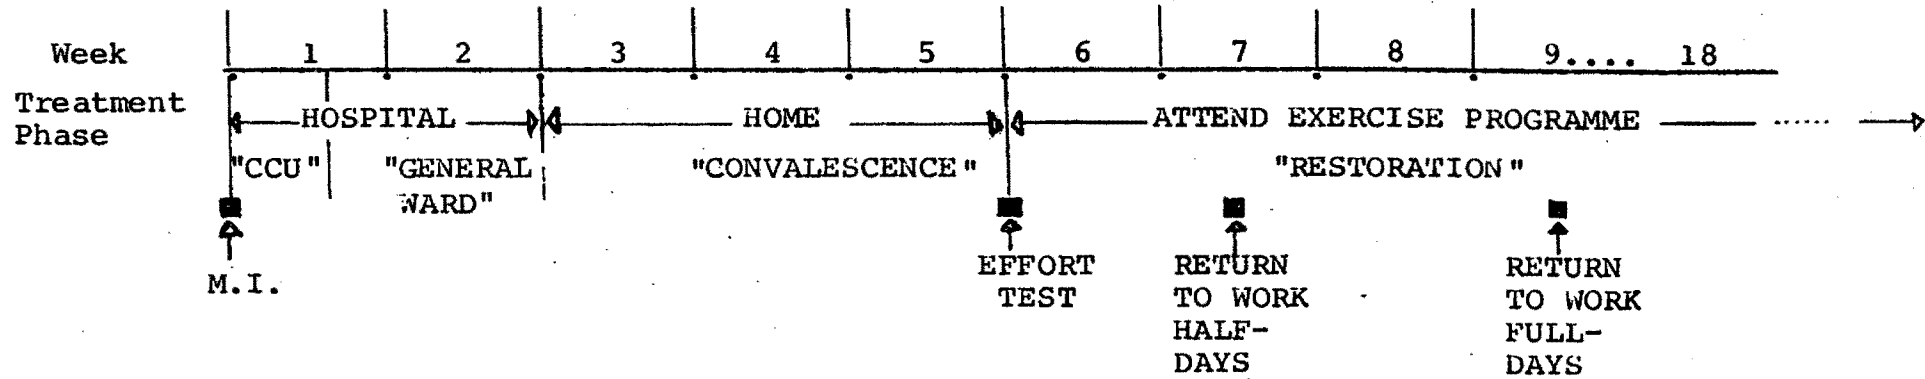 Week 1 2 3 4 5 6 7 8 9.... 18
Treatment
Phase
HOSPITAL HOME ATTEND EXERCISE PROGRAMME ......
"CCU" "GENERAL WARD" "CONVALESCENCE" "RESTORATION"
M.I.
EFFORT
TEST
RETURN
TO WORK
HALF-
DAYS
RETURN
TO WORK
FULL-
DAYS